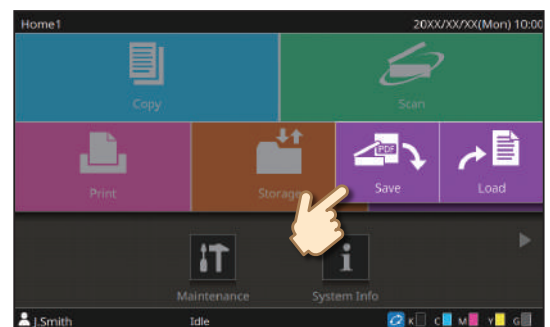 Home1 20XX/XX/XX(Mon) 10:00
Copy Scan
PDF
Print Storage Save Load
Maintenance System Info
J.Smith Idle K C M Y G